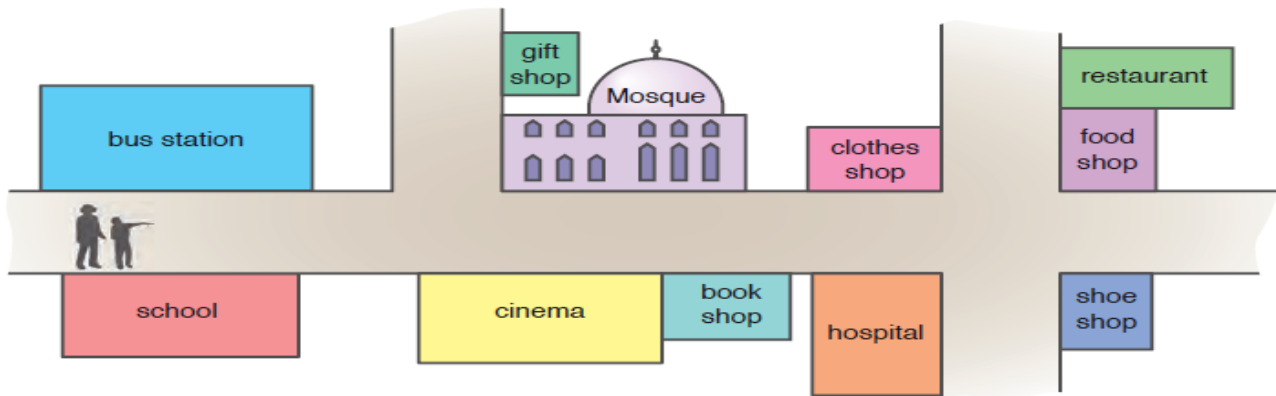 gift
shop
Mosque
restaurant
bus station
clothes
shop
food
shop
school
cinema
book
shop
hospital
shoe
shop